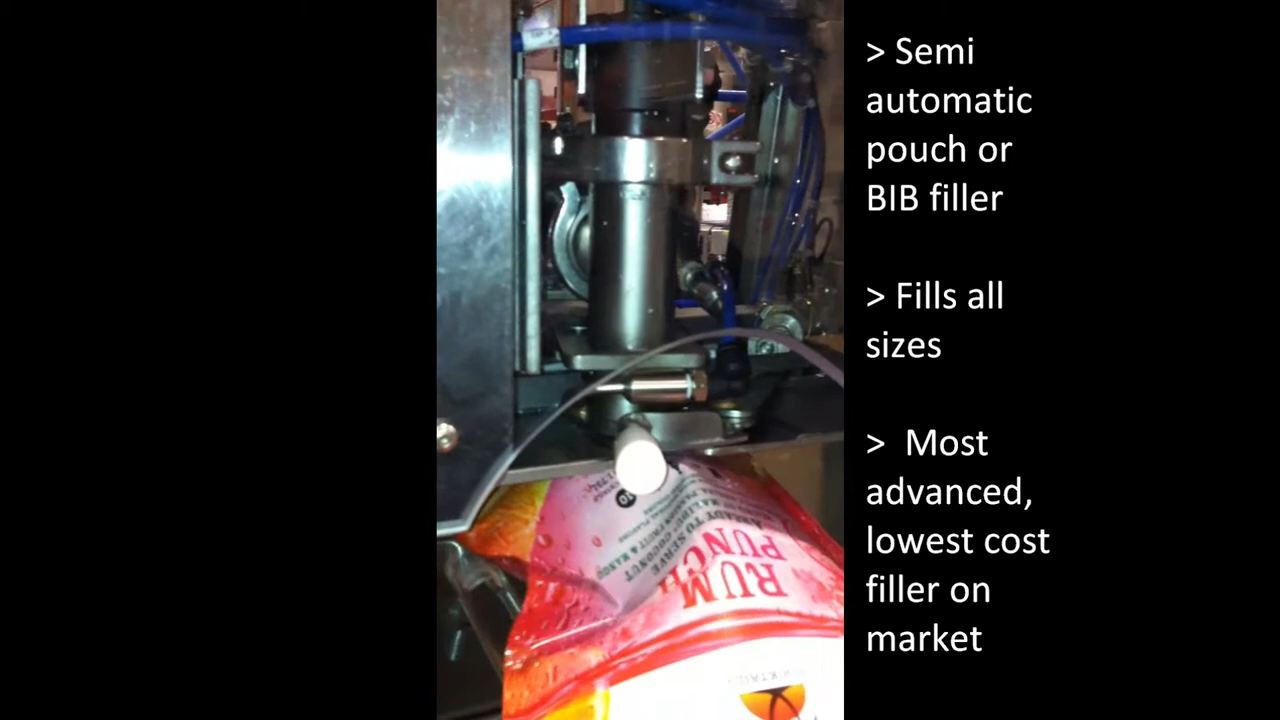 > Semi
automatic
pouch or
BIB filler
> Fills all
sizes
>  Most
advanced,
lowest cost
filler on
market
RUM
PUNCH
READY TO SERVE